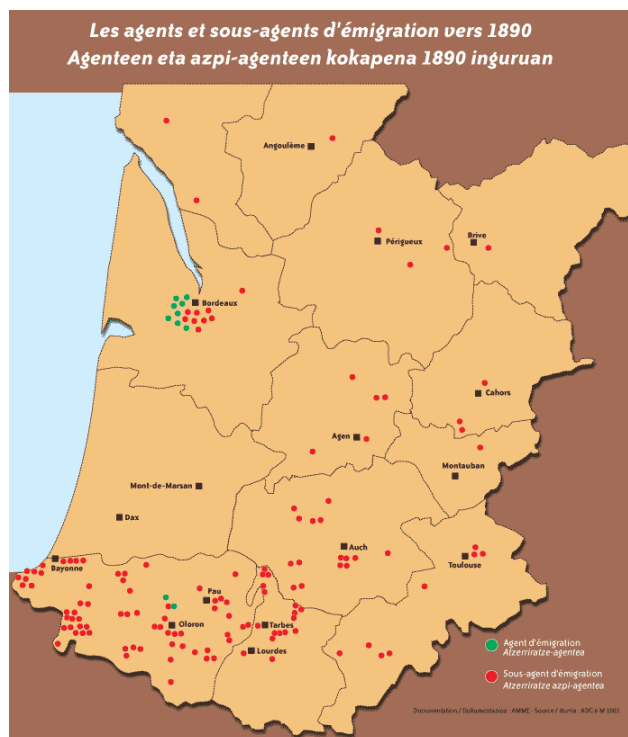 Les agents et sous-agents d'émigration vers 1890
Agenteen eta azpi-agenteen kokapena 1890 inguruan
Angoulême
Périgueux
Brive
Bordeaux
Cahors
Agen
Montauban
Mont-de-Marsan
Dax
Auch
Toulouse
Bayonne
Pau
Oloron
Tarbes
Lourdes
Agent d'émigration
Atzerriratze-agentea
Sous-agent d'émigration
Atzerriratze azpi-agentea
Documentation / Dokumentazioa : AMME - Source / Iturria : ADG 6 M